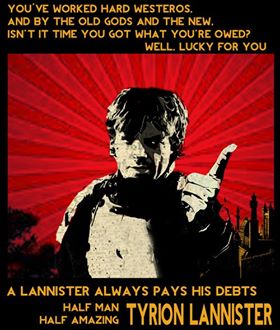 YOU'VE WORKED HARD WESTEROS.
AND BY THE OLD GODS AND THE NEW,
ISN'T IT TIME YOU GOT WHAT YOU'RE OWED?
WELL, LUCKY FOR YOU
A LANNISTER ALWAYS PAYS HIS DEBTS
HALF MAN
HALF AMAZING TYRION LANNISTER